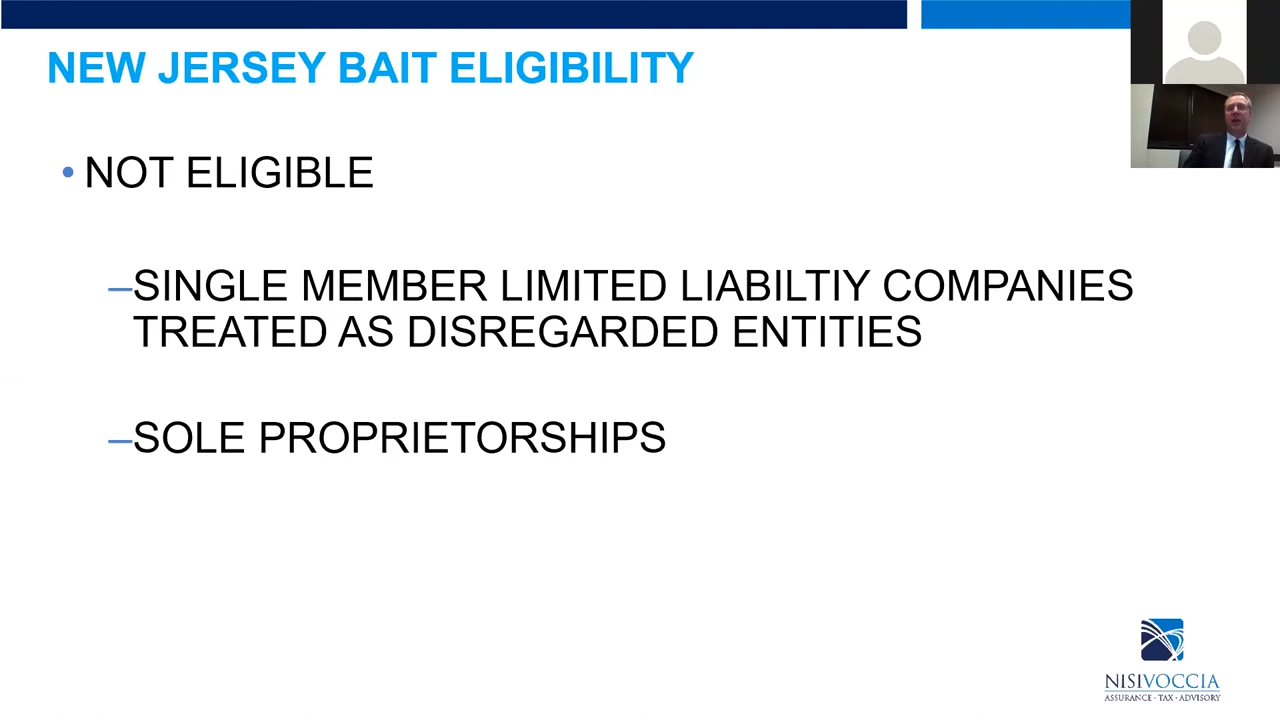 NEW JERSEY BAIT ELIGIBILITY
• NOT ELIGIBLE
–SINGLE MEMBER LIMITED LIABILTIY COMPANIES
TREATED AS DISREGARDED ENTITIES
–SOLE PROPRIETORSHIPS
NISIVOCCIA
ASSURANCE · TAX · ADVISORY